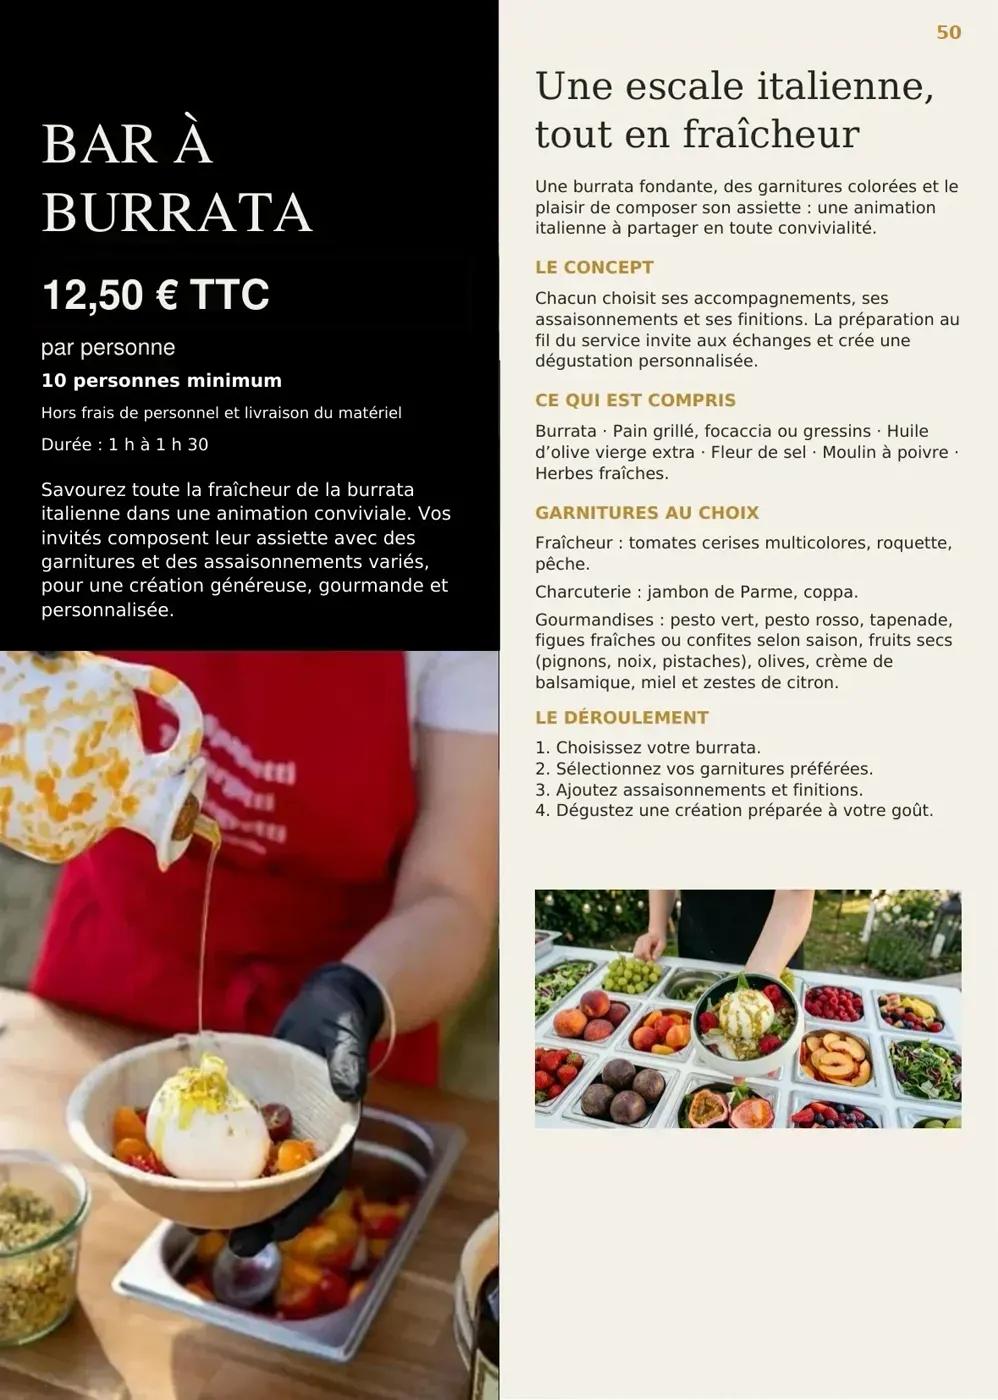 BAR À
BURRATA
12,50 € TTC
par personne
10 personnes minimum
Hors frais de personnel et livraison du matériel
Durée : 1 h à 1 h 30
Savourez toute la fraîcheur de la burrata
italienne dans une animation conviviale. Vos
invités composent leur assiette avec des
garnitures et des assaisonnements variés,
pour une création généreuse, gourmande et
personnalisée.
50
Une escale italienne,
tout en fraîcheur
Une burrata fondante, des garnitures colorées et le
plaisir de composer son assiette : une animation
italienne à partager en toute convivialité.
LE CONCEPT
Chacun choisit ses accompagnements, ses
assaisonnements et ses finitions. La préparation au
fil du service invite aux échanges et crée une
dégustation personnalisée.
CE QUI EST COMPRIS
Burrata · Pain grillé, focaccia ou gressins · Huile
d’olive vierge extra · Fleur de sel · Moulin à poivre ·
Herbes fraîches.
GARNITURES AU CHOIX
Fraîcheur : tomates cerises multicolores, roquette,
pêche.
Charcuterie : jambon de Parme, coppa.
Gourmandises : pesto vert, pesto rosso, tapenade,
figues fraîches ou confites selon saison, fruits secs
(pignons, noix, pistaches), olives, crème de
balsamique, miel et zestes de citron.
LE DÉROULEMENT
1. Choisissez votre burrata.
2. Sélectionnez vos garnitures préférées.
3. Ajoutez assaisonnements et finitions.
4. Dégustez une création préparée à votre goût.